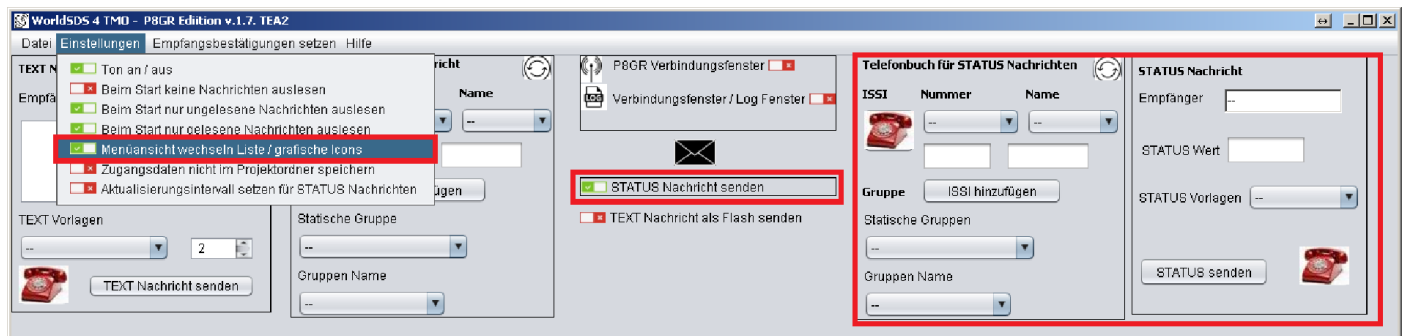 WorldSDS 4 TMO - P8GR Ediition v.1.7. TEA2
Datei Einstellungen Empfangsbestätigungen setzen Hilfe
Ton an / aus
Beim Start keine Nachrichten auslesen
Beim Start nur ungelesene Nachrichten auslesen
Beim Start nur gelesene Nachrichten auslesen
Menüansicht wechseln Liste / grafische Icons
Zugangsdaten nicht im Projektordner speichern
Aktualisierungsintervall setzen für STATUS Nachrichten
TEXT N
Empfä
TEXT Vorlagen
--
2
TEXT Nachricht senden
richt
Name
--
ügen
Statische Gruppe
--
Gruppen Name
--
P8GR Verbindungsfenster
LOG
Verbindungsfenster / Log Fenster
STATUS Nachricht senden
TEXT Nachricht als Flash senden
Telefonbuch für STATUS Nachrichten
ISSI Nummer Name
-- --
Gruppe ISSI hinzufügen
Statische Gruppen
--
Gruppen Name
--
STATUS Nachricht
Empfänger --
STATUS Wert
STATUS Vorlagen --
STATUS senden